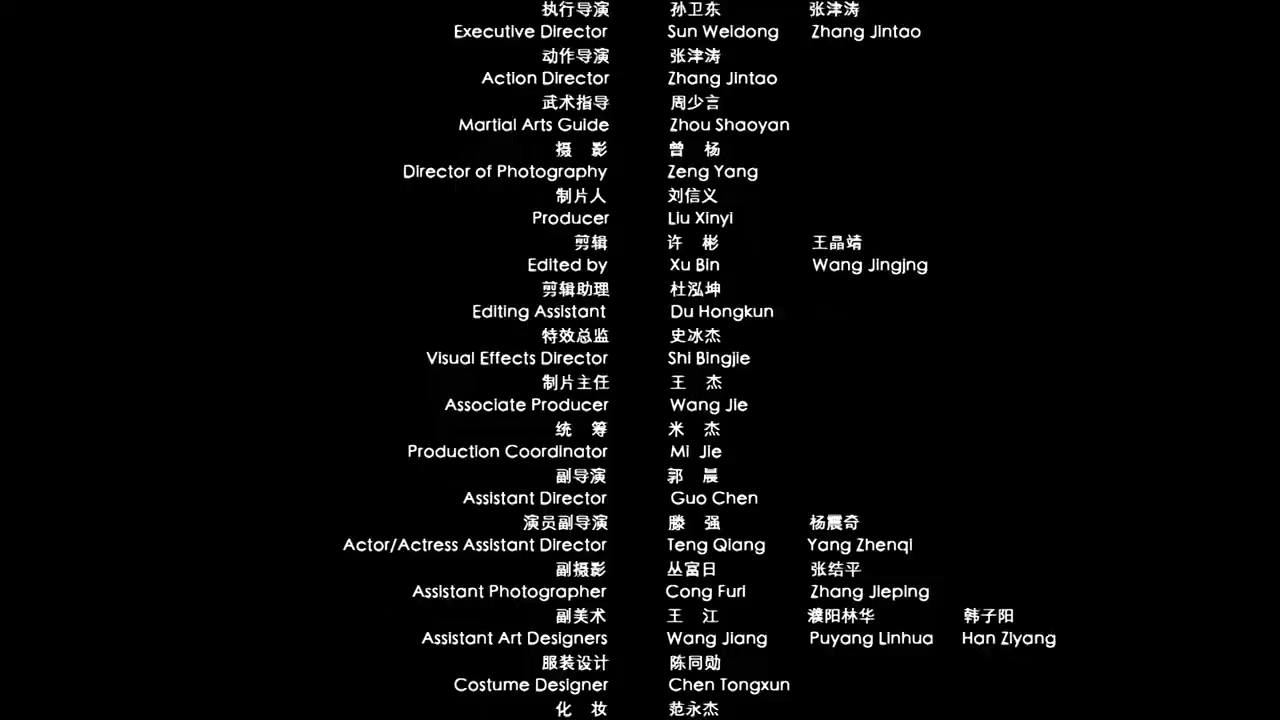 执行导演 孙卫东 张津涛
Executive Director Sun Weidong Zhang Jintao
动作导演 张津涛
Action Director Zhang Jintao
武术指导 周少言
Martial Arts Guide Zhou Shaoyan
摄 影 曾 杨
Director of Photography Zeng Yang
制片人 刘信义
Producer Liu Xinyi
剪辑 许 彬 王晶靖
Edited by Xu Bin Wang Jingjng
剪辑助理 杜泓坤
Editing Assistant Du Hongkun
特效总监 史冰杰
Visual Effects Director Shi Bingjie
制片主任 王 杰
Associate Producer Wang Jie
统 筹 米 杰
Production Coordinator Mi Jie
副导演 郭 晨
Assistant Director Guo Chen
演员副导演 滕 强 杨震奇
Actor/Actress Assistant Director Teng Qiang Yang Zhenqi
副摄影 丛富日 张结平
Assistant Photographer Cong Furi Zhang Jieping
副美术 王 江 濮阳林华 韩子阳
Assistant Art Designers Wang Jiang Puyang Linhua Han Ziyang
服装设计 陈同勋
Costume Designer Chen Tongxun
化 妆 范永杰